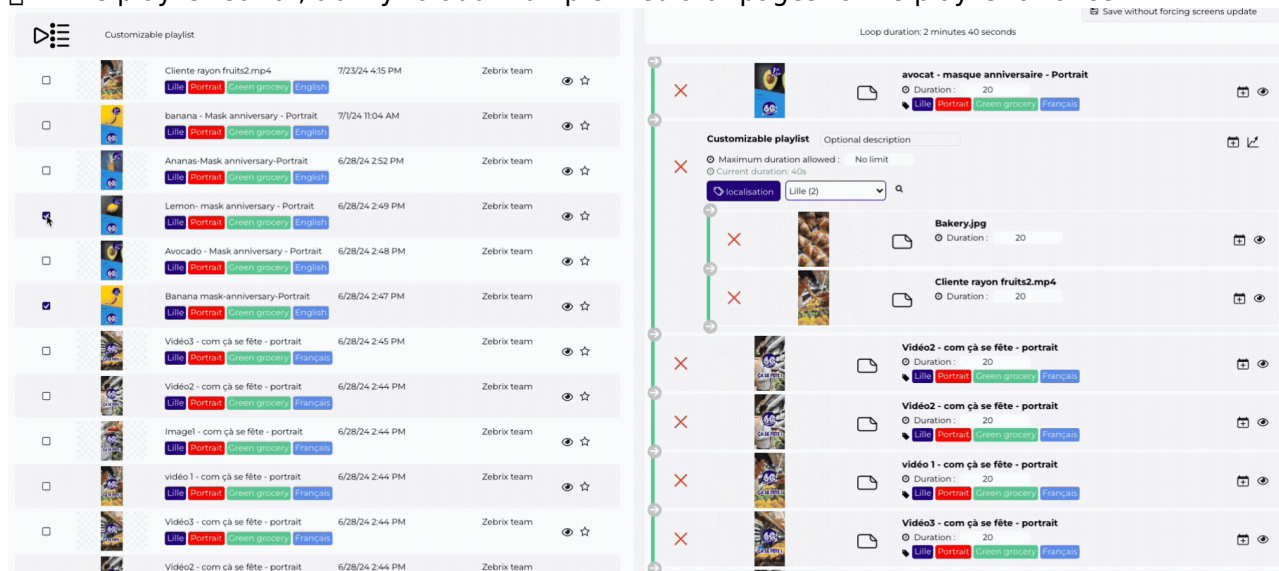 Customizable playlist
Cliente rayon fruits2.mp4 7/23/24 4:15 PM Zebrix team
Lille Portrait Green grocery English
banana - Mask anniversary - Portrait 7/1/24 11:04 AM Zebrix team
Lille Portrait Green grocery English
Ananas-Mask anniversary-Portrait 6/28/24 2:52 PM Zebrix team
Lille Portrait Green grocery English
Lemon- mask anniversary - Portrait 6/28/24 2:49 PM Zebrix team
Lille Portrait Green grocery English
Avocado - Mask anniversary - Portrait 6/28/24 2:48 PM Zebrix team
Lille Portrait Green grocery English
Banana mask-anniversary-Portrait 6/28/24 2:47 PM Zebrix team
Lille Portrait Green grocery English
Vidéo3 - com çà se fête - portrait 6/28/24 2:45 PM Zebrix team
Lille Portrait Green grocery Français
Vidéo2 - com çà se fête - portrait 6/28/24 2:44 PM Zebrix team
Lille Portrait Green grocery Français
Image1 - com çà se fête - portrait 6/28/24 2:44 PM Zebrix team
Lille Portrait Green grocery Français
vidéo 1 - com çà se fête - portrait 6/28/24 2:44 PM Zebrix team
Lille Portrait Green grocery Français
Vidéo3 - com çà se fête - portrait 6/28/24 2:44 PM Zebrix team
Lille Portrait Green grocery Français
Vidéo2 - com çà se fête - portrait 6/28/24 2:44 PM Zebrix team
Save without forcing screens update
Loop duration: 2 minutes 40 seconds
avocat - masque anniversaire - Portrait
Duration : 20
Lille Portrait Green grocery Français
Customizable playlist Optional description
Maximum duration allowed : No limit
Current duration: 40s
localisation Lille (2)
Bakery.jpg
Duration : 20
Cliente rayon fruits2.mp4
Duration : 20
Vidéo2 - com çà se fête - portrait
Duration : 20
Lille Portrait Green grocery Français
Vidéo2 - com çà se fête - portrait
Duration : 20
Lille Portrait Green grocery Français
vidéo 1 - com çà se fête - portrait
Duration : 20
Lille Portrait Green grocery Français
Vidéo3 - com çà se fête - portrait
Duration : 20
Lille Portrait Green grocery Français